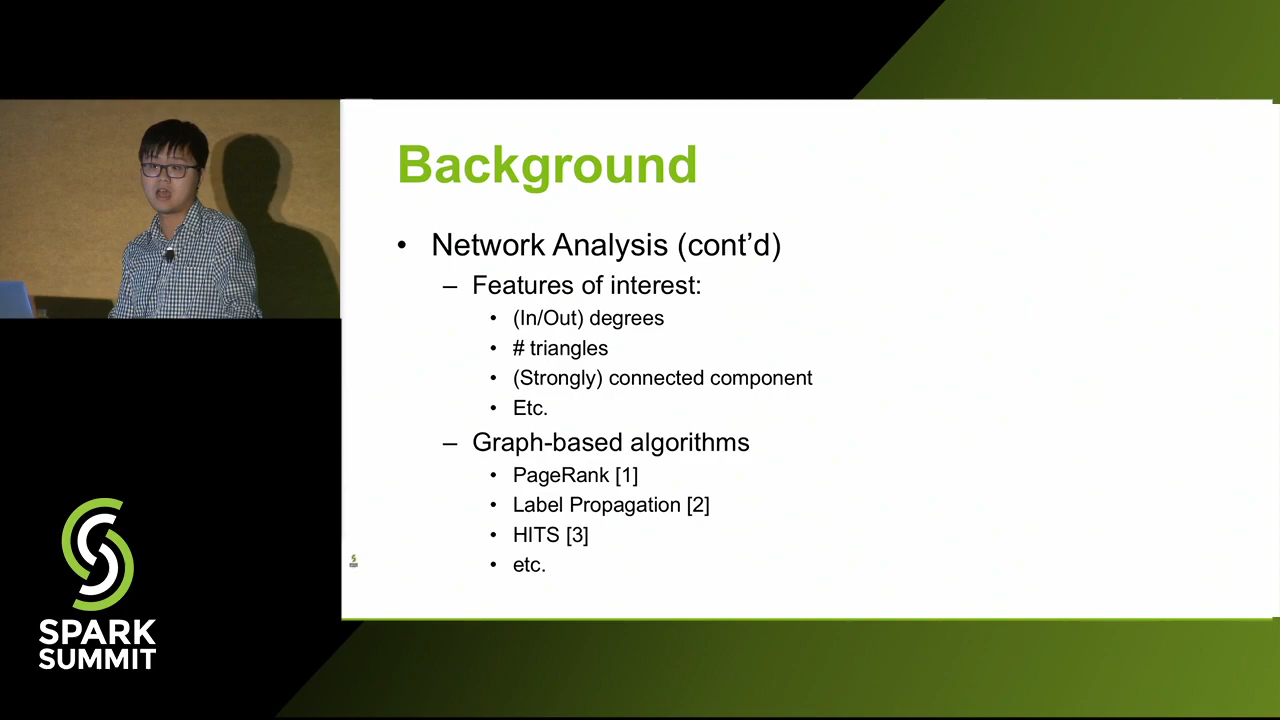 Background
• Network Analysis (cont’d)
– Features of interest:
• (In/Out) degrees
• # triangles
• (Strongly) connected component
• Etc.
– Graph-based algorithms
• PageRank [1]
• Label Propagation [2]
• HITS [3]
• etc.
SPARK
SUMMIT